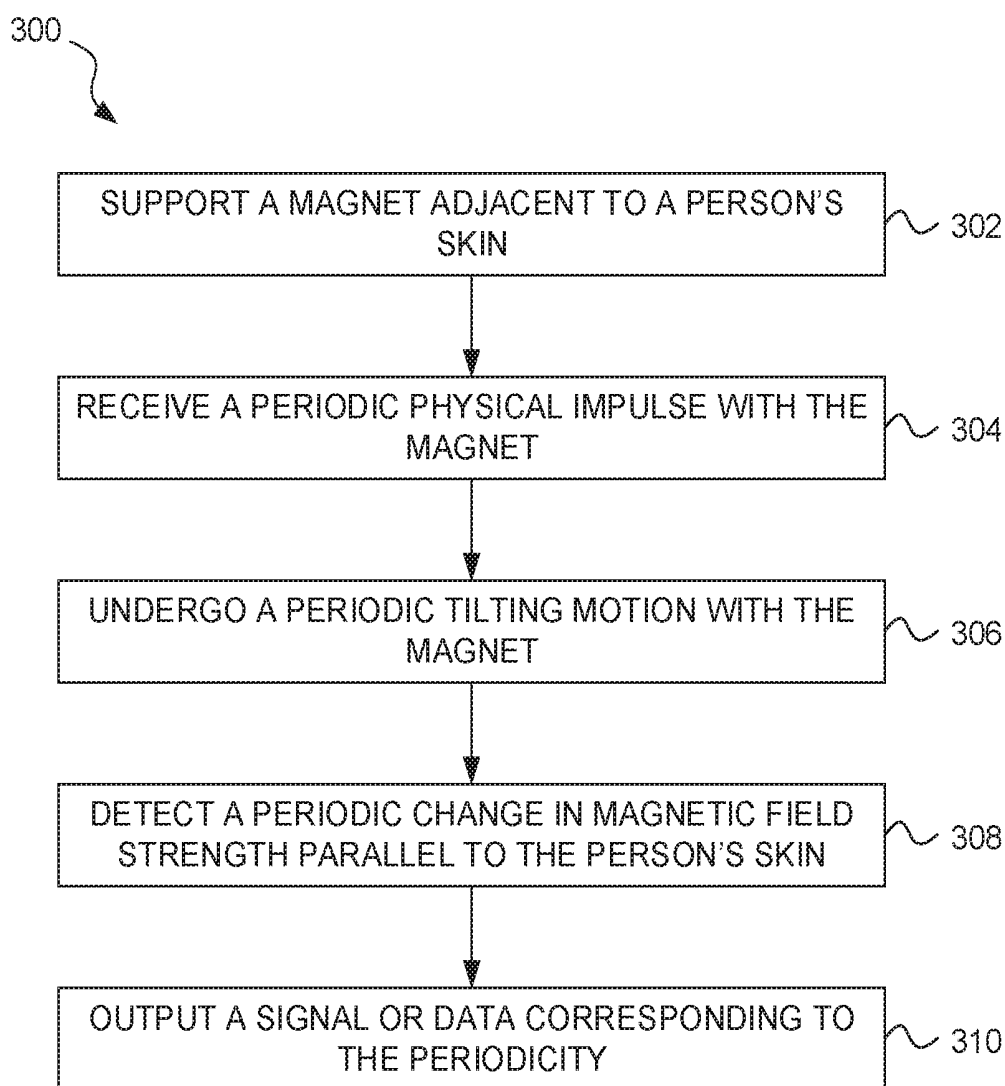 300
SUPPORT A MAGNET ADJACENT TO A PERSON'S
SKIN
302
RECEIVE A PERIODIC PHYSICAL IMPULSE WITH THE
MAGNET
304
UNDERGO A PERIODIC TILTING MOTION WITH THE
MAGNET
306
DETECT A PERIODIC CHANGE IN MAGNETIC FIELD
STRENGTH PARALLEL TO THE PERSON'S SKIN
308
OUTPUT A SIGNAL OR DATA CORRESPONDING TO
THE PERIODICITY
310